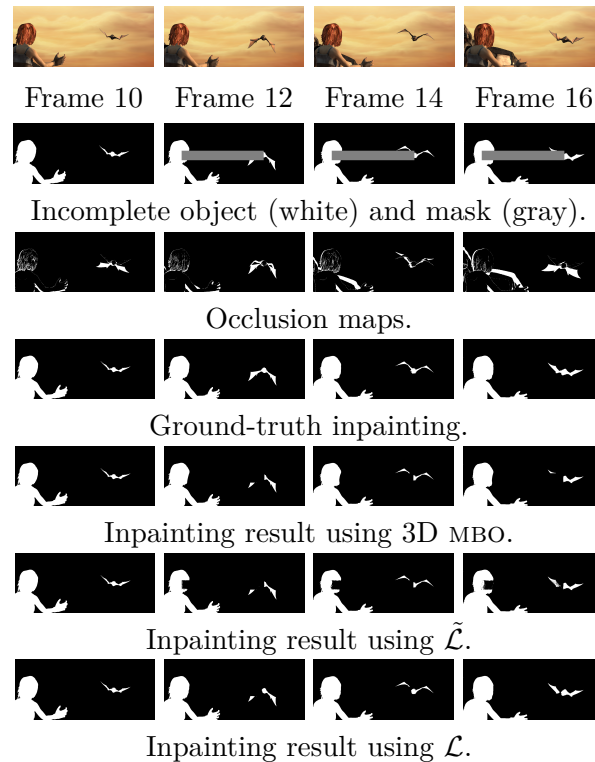 Frame 10 Frame 12 Frame 14 Frame 16
Incomplete object (white) and mask (gray).
Occlusion maps.
Ground-truth inpainting.
Inpainting result using 3D MBO.
Inpainting result using $\tilde{\mathcal{L}}$.
Inpainting result using $\mathcal{L}$.